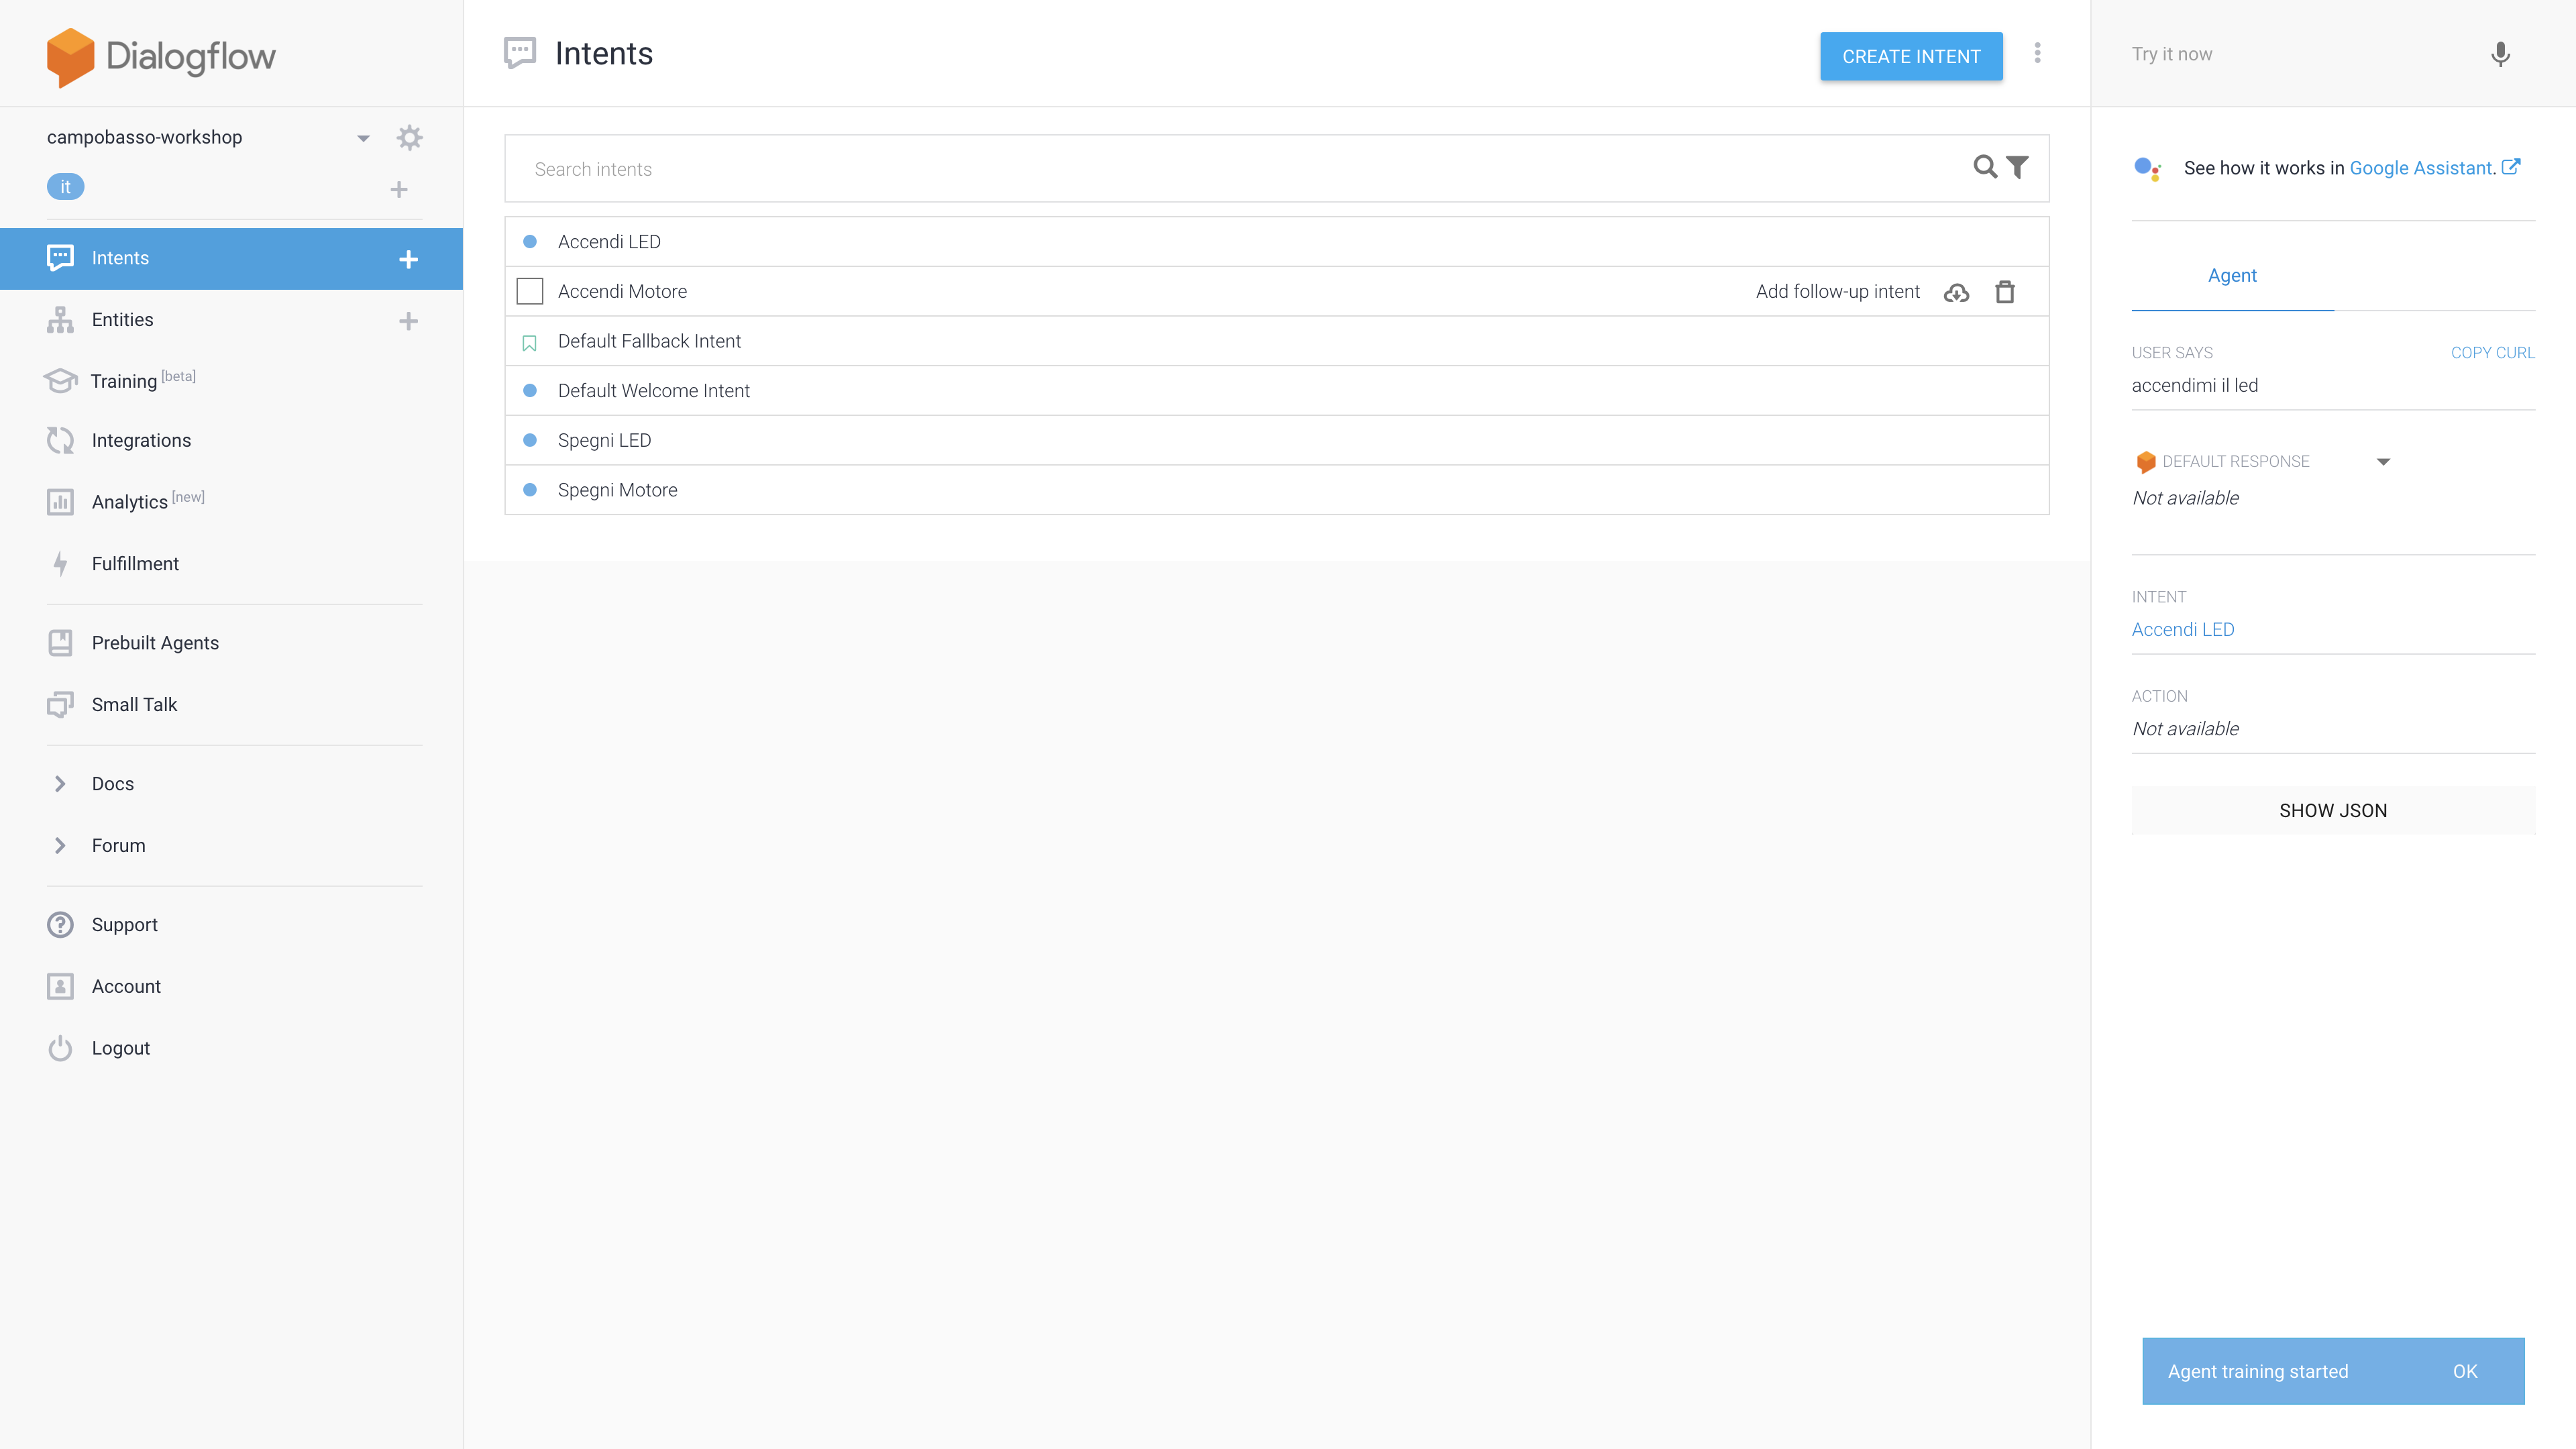 Dialogflow
campobasso-workshop
it
Intents
Entities
Training [beta]
Integrations
Analytics [new]
Fulfillment
Prebuilt Agents
Small Talk
Docs
Forum
Support
Account
Logout
Intents
CREATE INTENT
Search intents
Accendi LED
Accendi Motore Add follow-up intent
Default Fallback Intent
Default Welcome Intent
Spegni LED
Spegni Motore
Try it now
See how it works in Google Assistant.
Agent
USER SAYS COPY CURL
accendimi il led
DEFAULT RESPONSE
Not available
INTENT
Accendi LED
ACTION
Not available
SHOW JSON
Agent training started OK